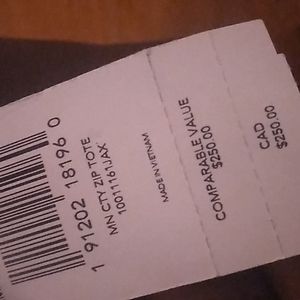 1 91202 18196 0
MN CTY ZIP TOTE
10011161JAX
MADE IN VIETNAM
COMPARABLE VALUE
$250.00
CAD
$250.00